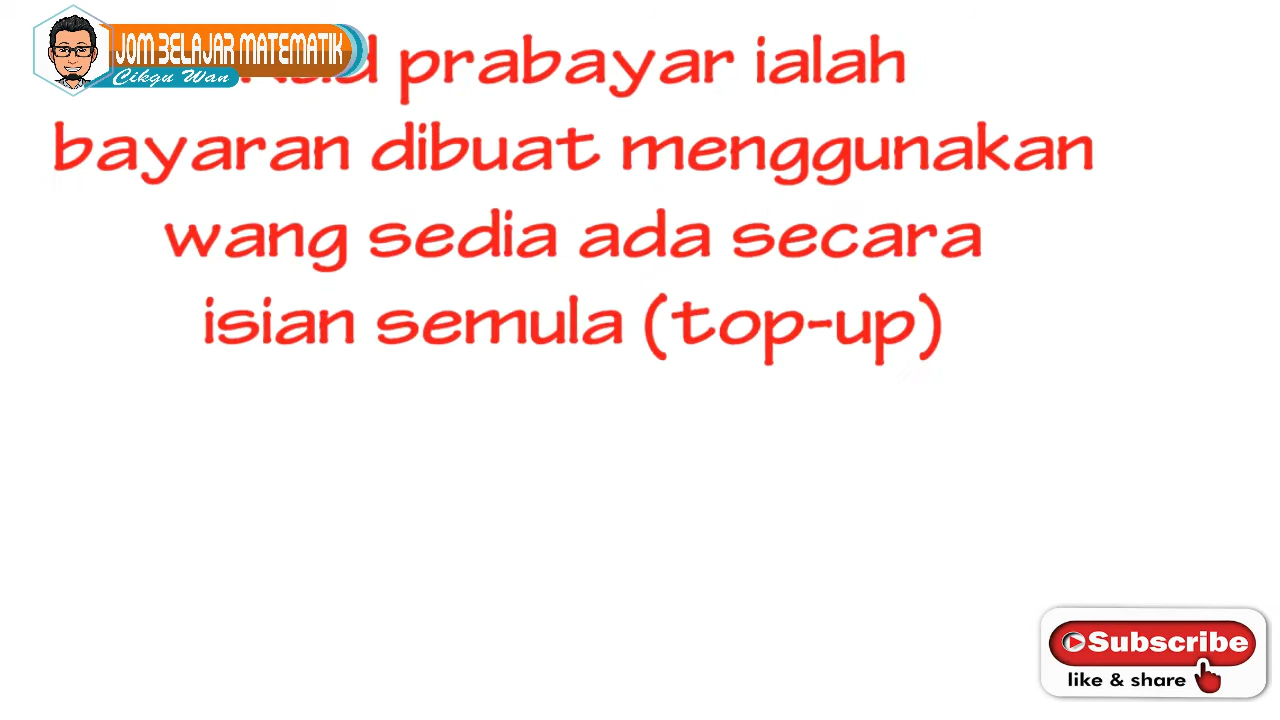 JOM BELAJAR MATEMATIK
Cikgu Wan
prabayar ialah
bayaran dibuat menggunakan
wang sedia ada secara
isian semula (top-up)
Subscribe
like & share